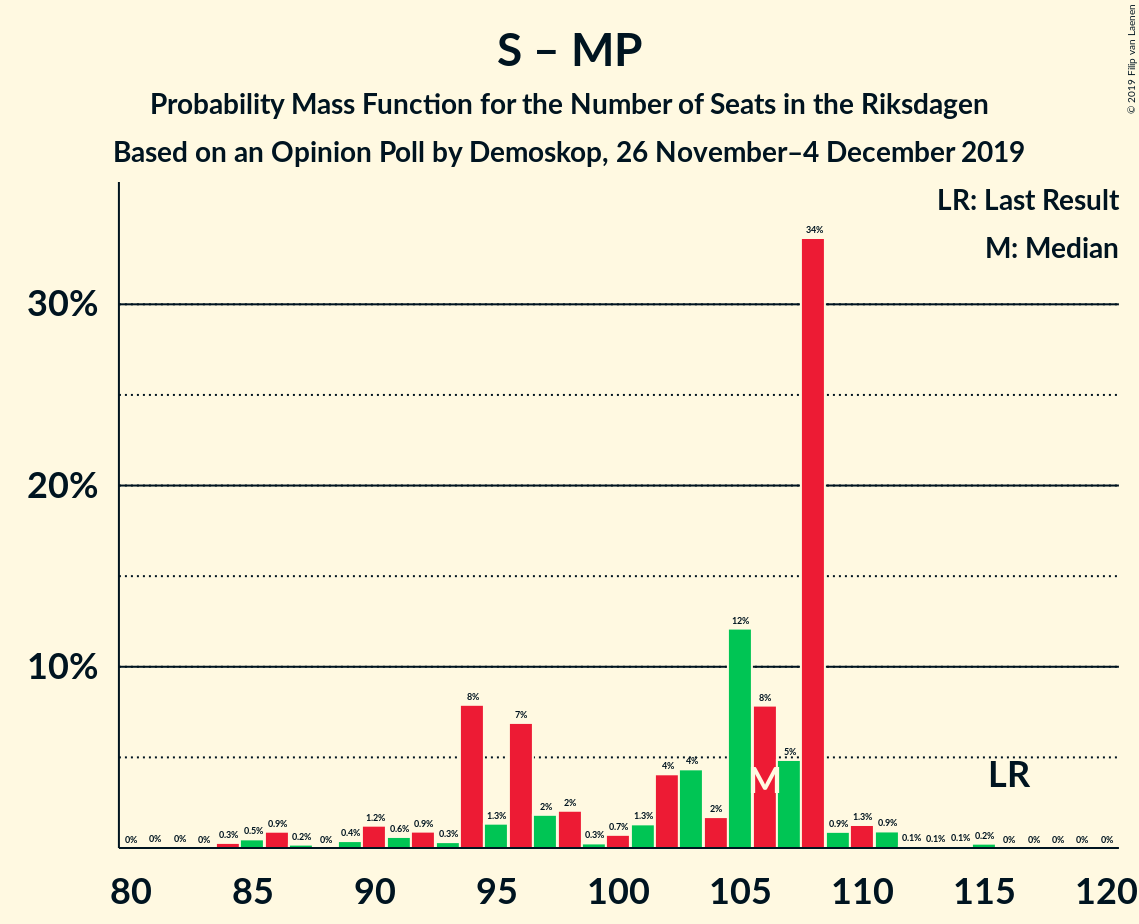 © 2019 Filip van Laenen
S – MP
Probability Mass Function for the Number of Seats in the Riksdagen
Based on an Opinion Poll by Demoskop, 26 November–4 December 2019
LR: Last Result
M: Median
30%
20%
10%
0% 0% 0% 0% 0.3% 0.5% 0.9% 0.2% 0% 0.4% 1.2% 0.6% 0.9% 0.3% 8% 1.3% 7% 2% 2% 0.3% 0.7% 1.3% 4% 4% 2% 12% 8% 5% 34% 0.9% 1.3% 0.9% 0.1% 0.1% 0.1% 0.2% 0% 0% 0% 0% 0%
M
LR
80 85 90 95 100 105 110 115 120